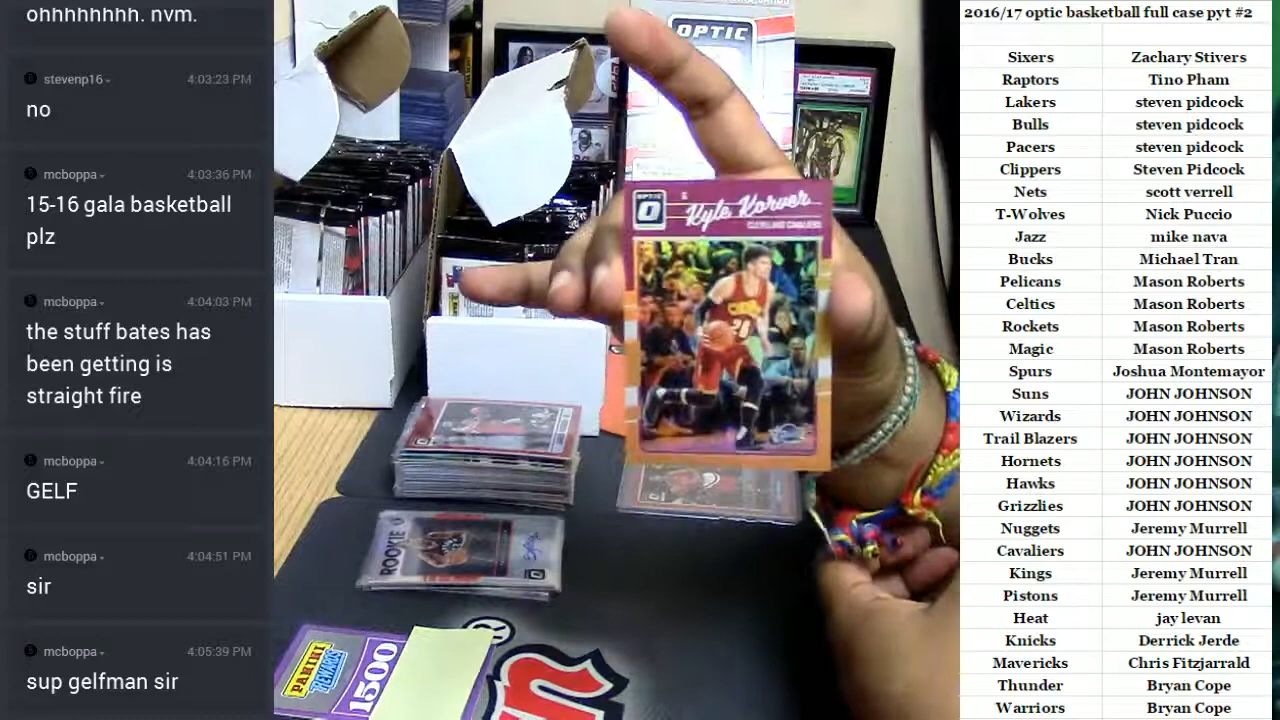 ohhhhhhhh. nvm.
stevenp16
4:03:23 PM
no
mcboppa
4:03:36 PM
15-16 gala basketball
plz
mcboppa
4:04:03 PM
the stuff bates has
been getting is
straight fire
mcboppa
4:04:16 PM
GELF
mcboppa
4:04:51 PM
sir
mcboppa
4:05:39 PM
sup gelfman sir
OPTIC
OPTIC
Kyle Korver
CLEVELAND CAVALIERS
CAVS
26
ROOKIE
PANINI
REWARDS
1500
®
2016/17 optic basketball full case pyt #2
Sixers Zachary Stivers
Raptors Tino Pham
Lakers steven pidcock
Bulls steven pidcock
Pacers steven pidcock
Clippers Steven Pidcock
Nets scott verrell
T-Wolves Nick Puccio
Jazz mike nava
Bucks Michael Tran
Pelicans Mason Roberts
Celtics Mason Roberts
Rockets Mason Roberts
Magic Mason Roberts
Spurs Joshua Montemayor
Suns JOHN JOHNSON
Wizards JOHN JOHNSON
Trail Blazers JOHN JOHNSON
Hornets JOHN JOHNSON
Hawks JOHN JOHNSON
Grizzlies JOHN JOHNSON
Nuggets Jeremy Murrell
Cavaliers JOHN JOHNSON
Kings Jeremy Murrell
Pistons Jeremy Murrell
Heat jay levan
Knicks Derrick Jerde
Mavericks Chris Fitzjarrald
Thunder Bryan Cope
Warriors Bryan Cope